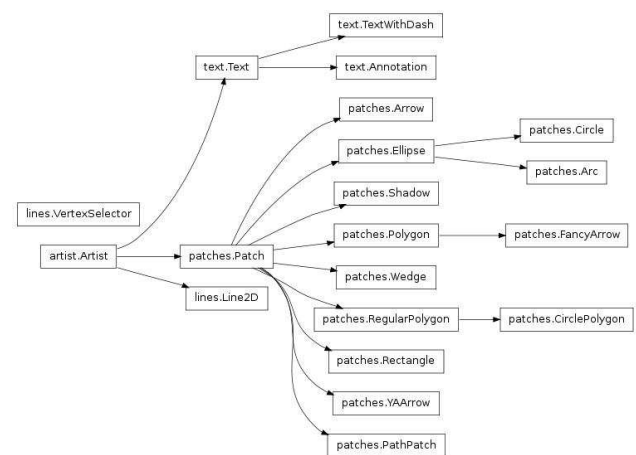 text.TextWithDash
text.Text
text.Annotation
patches.Arrow
patches.Circle
patches.Ellipse
patches.Arc
patches.Shadow
lines.VertexSelector
patches.Polygon
patches.FancyArrow
artist.Artist
patches.Patch
patches.Wedge
lines.Line2D
patches.RegularPolygon
patches.CirclePolygon
patches.Rectangle
patches.YAArrow
patches.PathPatch